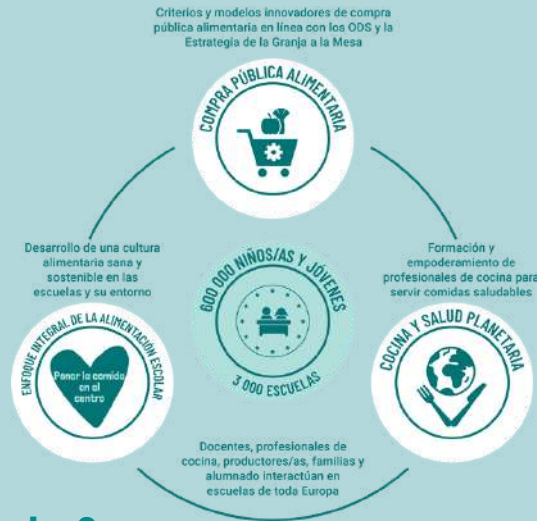 Criterios y modelos innovadores de compra
pública alimentaria en línea con los ODS y la
Estrategia de la Granja a la Mesa
COMPRA PÚBLICA ALIMENTARIA
Desarrollo de una cultura
alimentaria sana y
sostenible en las
escuelas y su entorno
600 000 NIÑOS/AS Y JÓVENES
3 000 ESCUELAS
Formación y
empoderamiento de
profesionales de cocina para
servir comidas saludables
ENFOQUE INTEGRAL DE LA ALIMENTACIÓN ESCOLAR
Poner la comida
en el
centro
COCINA Y SALUD PLANETARIA
Docentes, profesionales de
cocina, productores/as, familias y
alumnado interactúan en
escuelas de toda Europa